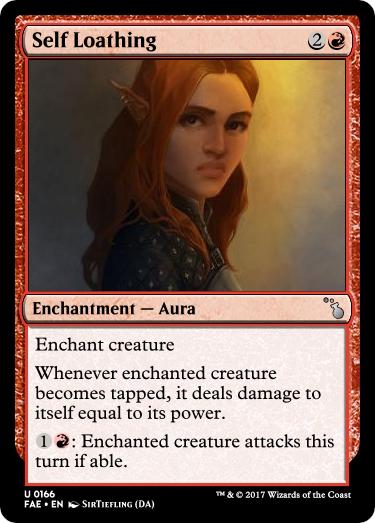 Self Loathing 2
Enchantment — Aura
Enchant creature
Whenever enchanted creature
becomes tapped, it deals damage to
itself equal to its power.
1 : Enchanted creature attacks this
turn if able.
U 0166
FAE • EN SirTiefling (DA)
™ & © 2017 Wizards of the Coast